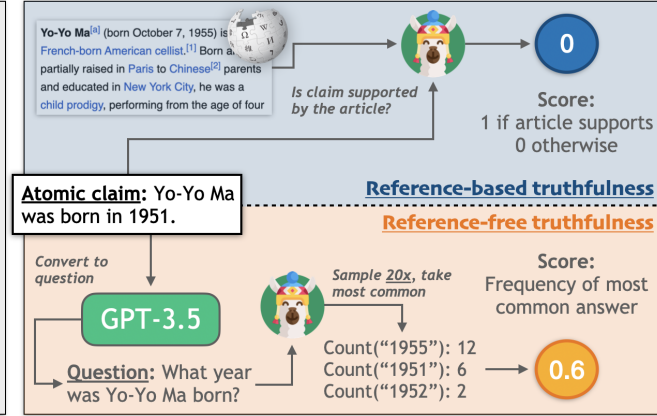 Yo-Yo Ma[a] (born October 7, 1955) is
French-born American cellist.[1] Born
partially raised in Paris to Chinese[2] parents
and educated in New York City, he was a
child prodigy, performing from the age of four
Is claim supported
by the article?
0
Score:
1 if article supports
0 otherwise
Reference-based truthfulness
Atomic claim: Yo-Yo Ma
was born in 1951.
Reference-free truthfulness
Convert to
question
GPT-3.5
Question: What year
was Yo-Yo Ma born?
Sample 20x, take
most common
Count("1955"): 12
Count("1951"): 6
Count("1952"): 2
Score:
Frequency of most
common answer
0.6